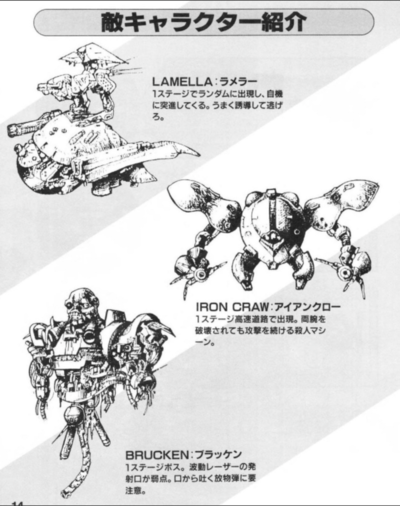 敵キャラクター紹介
LAMELLA：ラメラー
1ステージでランダムに出現し、自機
に突進してくる。うまく誘導して逃げ
ろ。
IRON CRAW：アイアンクロー
1ステージ高速道路で出現。両腕を
破壊されても攻撃を続ける殺人マシ
ーン。
BRUCKEN：ブラッケン
1ステージボス。波動レーザーの発
射口が弱点。口から吐く放物弾に要
注意。
14